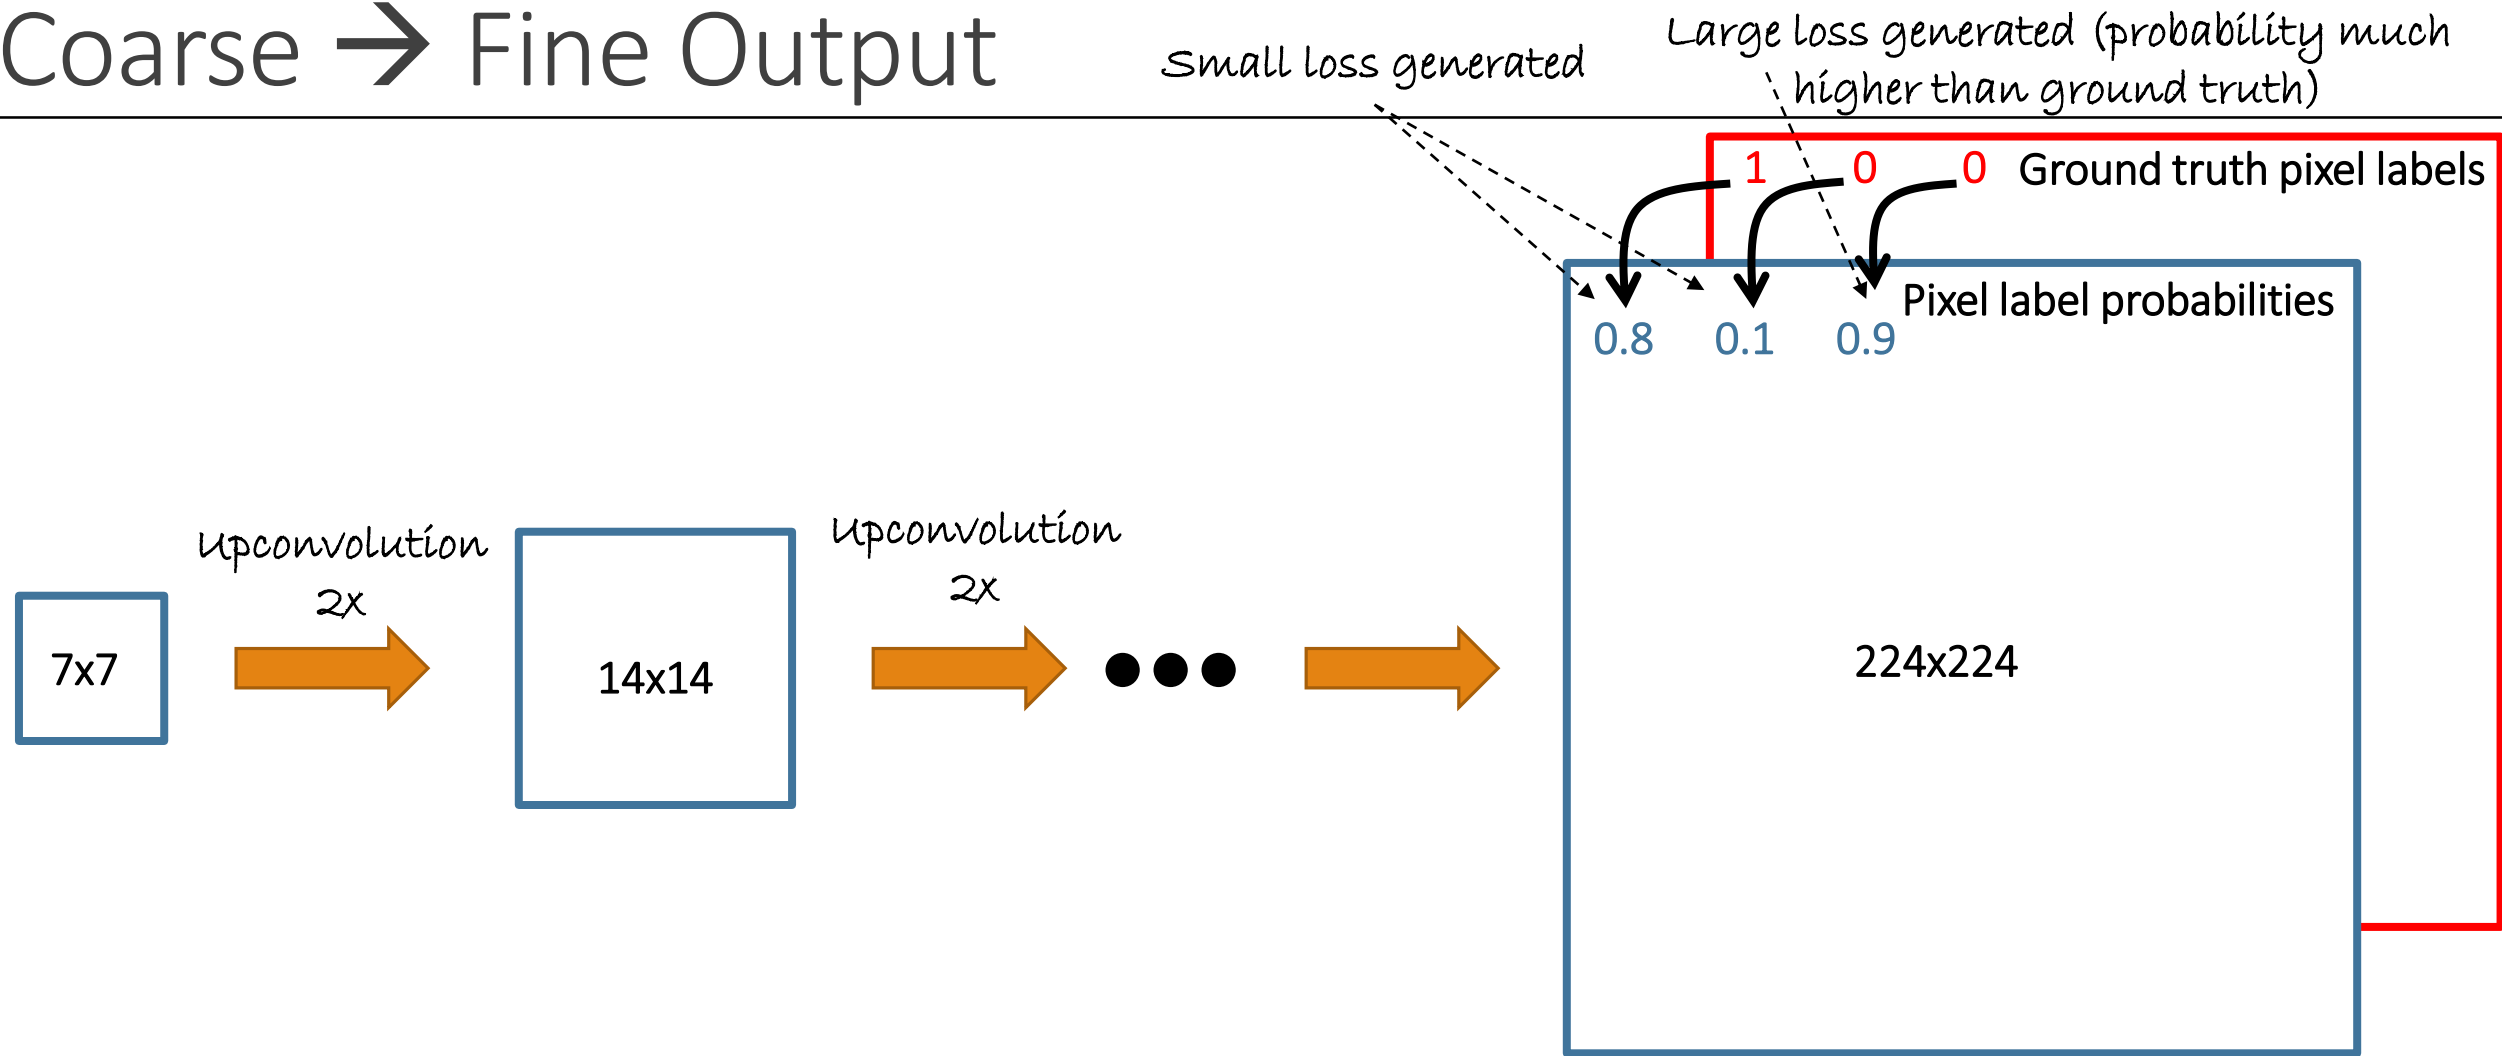 Coarse → Fine Output
Small loss generated
Large loss generated (probability much
higher than ground truth)
1 0 0 Ground truth pixel labels
Pixel label probabilities
0.8 0.1 0.9
Upconvolution
2x
Upconvolution
2x
7x7
14x14
224x224